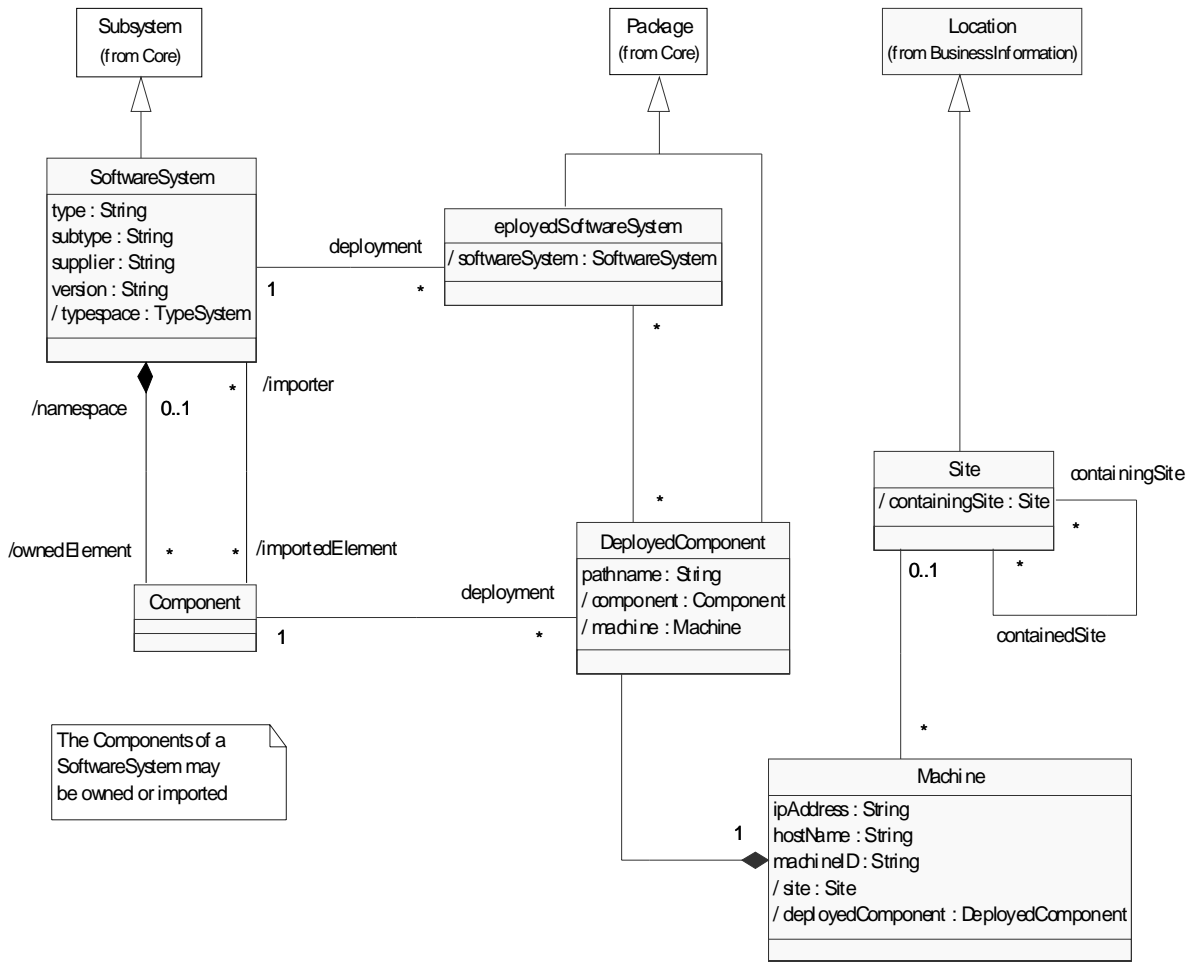 Subsystem
(from Core)
Package
(from Core)
Location
(from BusinessInformation)
SoftwareSystem
type : String
subtype : String
supplier : String
version : String
/ typespace : TypeSystem
deployment
1
*
eployedSoftwareSystem
/ softwareSystem : SoftwareSystem
*
/namespace
0..1
*
/importer
/ownedElement
*
*
/importedElement
Component
1
deployment
*
*
DeployedComponent
pathname : String
/ component : Component
/ machine : Machine
Site
/ containingSite : Site
containingSite
*
*
containedSite
0..1
*
The Components of a
SoftwareSystem may
be owned or imported
1
Machine
ipAddress : String
hostName : String
machineID : String
/ site : Site
/ deployedComponent : DeployedComponent